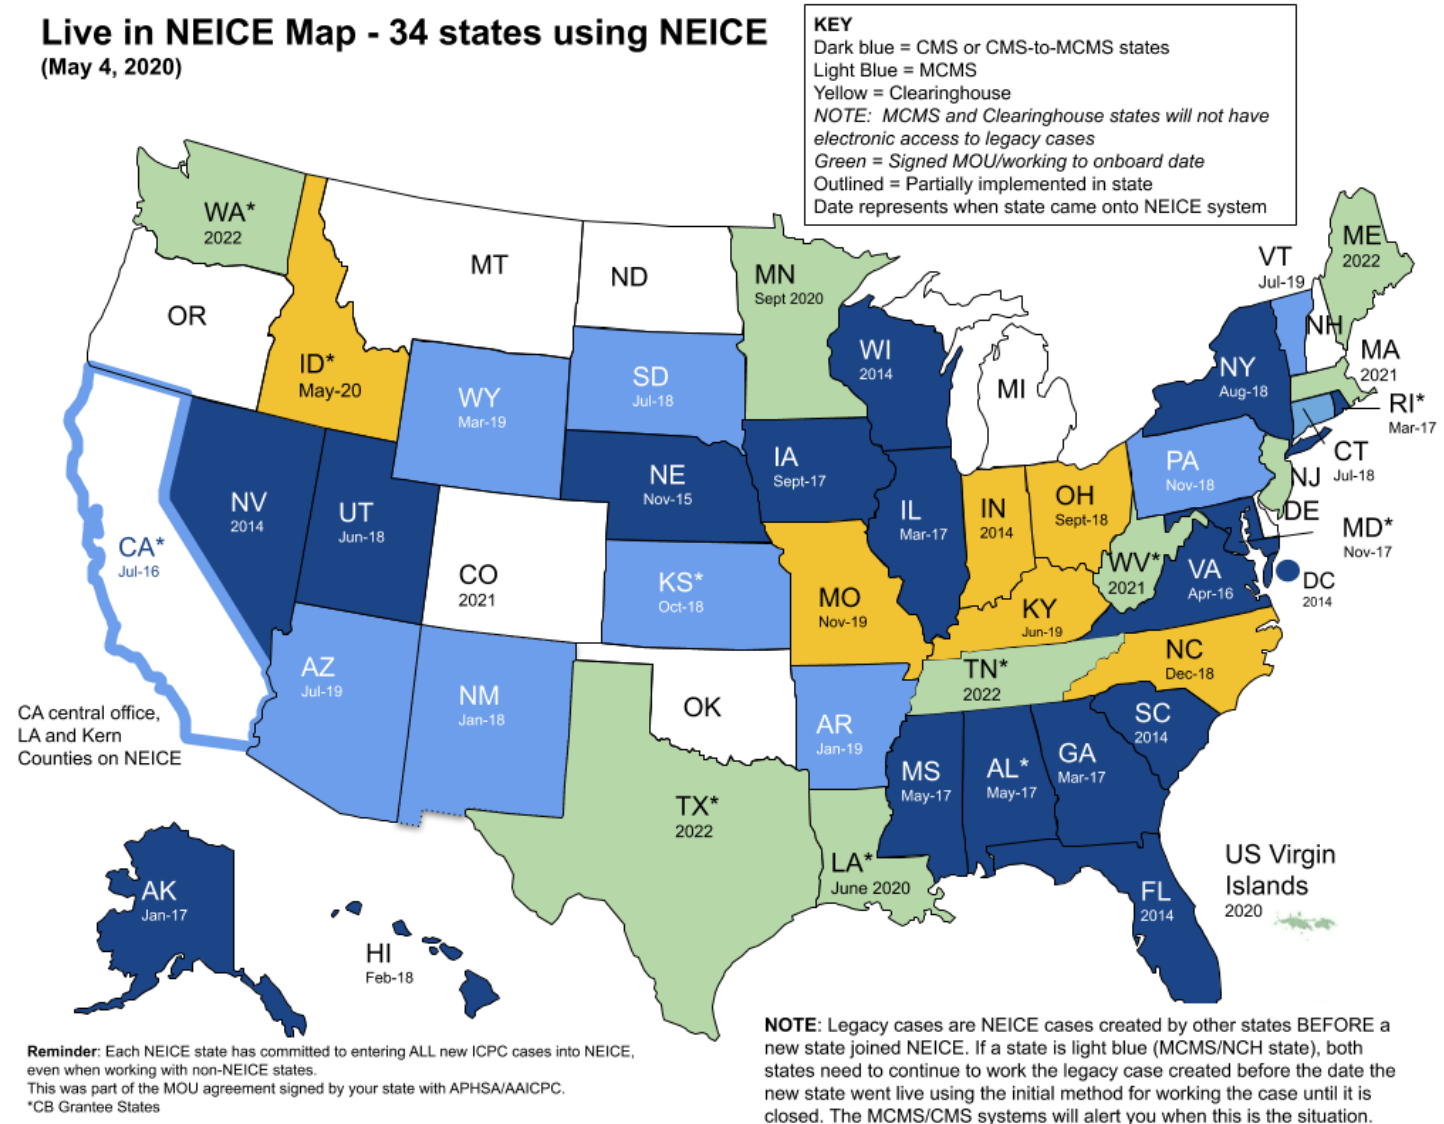 Live in NEICE Map - 34 states using NEICE
(May 4, 2020)
KEY
Dark blue = CMS or CMS-to-MCMS states
Light Blue = MCMS
Yellow = Clearinghouse
NOTE:  MCMS and Clearinghouse states will not have
electronic access to legacy cases
Green = Signed MOU/working to onboard date
Outlined = Partially implemented in state
Date represents when state came onto NEICE system
WA*
2022
OR
ID*
May-20
MT
ND
MN
Sept 2020
WI
2014
MI
VT
Jul-19
ME
2022
NH
MA
2021
NY
Aug-18
RI*
Mar-17
CT
Jul-18
WY
Mar-19
SD
Jul-18
NE
Nov-15
IA
Sept-17
IL
Mar-17
IN
2014
OH
Sept-18
PA
Nov-18
NJ
DE
MD*
Nov-17
DC
2014
CA*
Jul-16
NV
2014
UT
Jun-18
CO
2021
KS*
Oct-18
MO
Nov-19
KY
Jun-19
WV*
2021
VA
Apr-16
AZ
Jul-19
NM
Jan-18
OK
AR
Jan-19
TN*
2022
NC
Dec-18
SC
2014
CA central office,
LA and Kern
Counties on NEICE
TX*
2022
LA*
June 2020
MS
May-17
AL*
May-17
GA
Mar-17
FL
2014
AK
Jan-17
HI
Feb-18
US Virgin
Islands
2020
Reminder: Each NEICE state has committed to entering ALL new ICPC cases into NEICE,
even when working with non-NEICE states.
This was part of the MOU agreement signed by your state with APHSA/AAICPC.
*CB Grantee States
NOTE: Legacy cases are NEICE cases created by other states BEFORE a
new state joined NEICE. If a state is light blue (MCMS/NCH state), both
states need to continue to work the legacy case created before the date the
new state went live using the initial method for working the case until it is
closed. The MCMS/CMS systems will alert you when this is the situation.